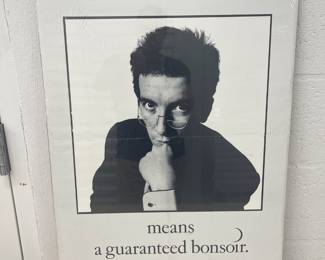 means
a guaranteed bonsoir.